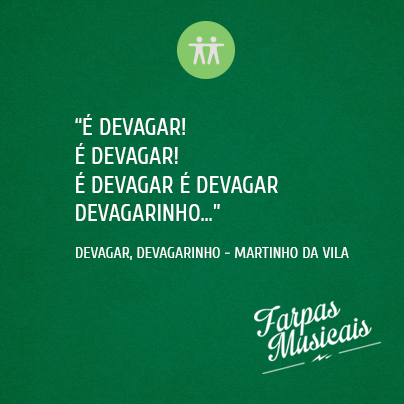 “É DEVAGAR!
É DEVAGAR!
É DEVAGAR É DEVAGAR
DEVAGARINHO...”
DEVAGAR, DEVAGARINHO - MARTINHO DA VILA
Farpas
Musicais